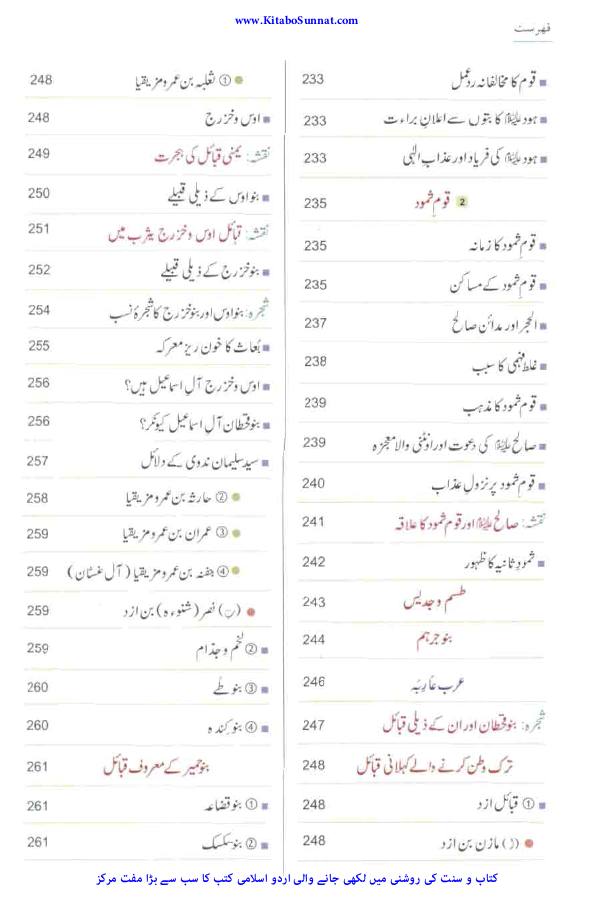 www.KitaboSunnat.com
فہرست
قوم کا مخالفانہ ردعمل 233
ہود علیہ السلام کا بتوں سے اعلانِ براءت 233
ہود علیہ السلام کی فریاد اور عذاب الٰہی 233
2 قوم ثمود 235
قوم ثمود کا زمانہ 235
قوم ثمود کے مساکن 235
الحجر اور مدائن صالح 237
غلط فہمی کا سبب 238
قوم ثمود کا مذہب 239
صالح علیہ السلام کی دعوت اور اونٹنی والا معجزہ 239
قوم ثمود پر نزولِ عذاب 240
نقشہ: صالح علیہ السلام اور قوم ثمود کا علاقہ 241
ثمودِ ثانیہ کا ظہور 242
طسم و جدیس 243
بنو جرہم 244
عرب عاربہ 246
شجرہ: بنوقحطان اور ان کے ذیلی قبائل 247
ترک وطن کرنے والے کہلانی قبائل 248
① قبائل ازد 248
(ز) مازن بن ازد 248
① ثعلبہ بن عمرو مزیقیا 248
اوس و خزرج 248
نقشہ: یمنی قبائل کی ہجرت 249
بنو اوس کے ذیلی قبیلے 250
نقشہ: قبائل اوس و خزرج یثرب میں 251
بنو خزرج کے ذیلی قبیلے 252
شجرہ: بنو اوس اور بنو خزرج کا شجرۂ نسب 254
بُعاث کا خون ریز معرکہ 255
اوس و خزرج آلِ اسماعیل ہیں؟ 256
بنو قحطان آلِ اسماعیل کیونکر؟ 256
سید سلیمان ندوی کے دلائل 257
② حارثہ بن عمرو مزیقیا 258
③ عمران بن عمرو مزیقیا 259
④ جفنہ بن عمرو مزیقیا (آلِ غسّان) 259
نصر (شنوءہ) بن ازد 259
② لخم و جذام 259
③ بنو طے 260
④ بنو کِندہ 260
بنو حمیر کے معروف قبائل 261
① بنو قضاعہ 261
② بنو سکسک 261
کتاب و سنت کی روشنی میں لکھی جانے والی اردو اسلامی کتب کا سب سے بڑا مفت مرکز